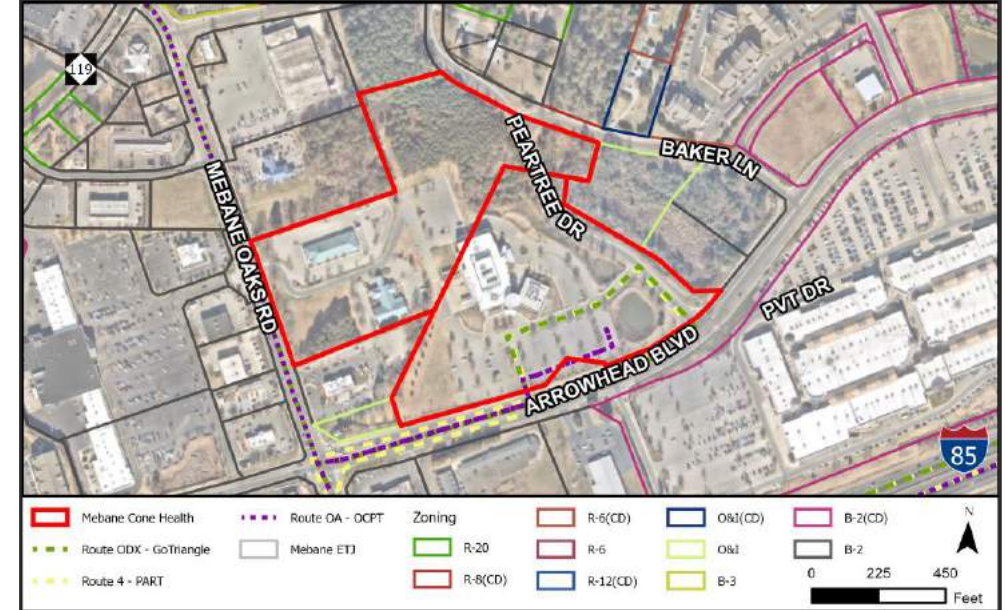 119
MEBANE OAKS RD
PEARTREE DR
BAKER LN
PVT DR
ARROWHEAD BLVD
85
Mebane Cone Health
Route ODX - GoTriangle
Route 4 - PART
Route OA - OCPT
Mebane ETJ
Zoning
R-20
R-8(CD)
R-6(CD)
R-6
R-12(CD)
O&I(CD)
O&I
B-3
B-2(CD)
B-2
N
0 225 450
Feet